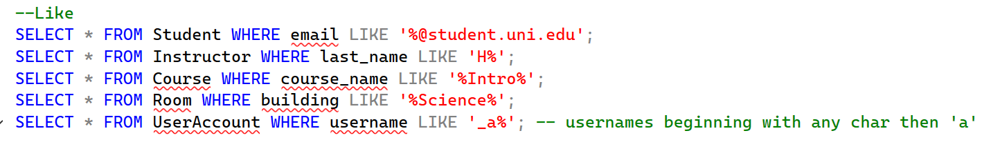 --Like
SELECT * FROM Student WHERE email LIKE '%@student.uni.edu';
SELECT * FROM Instructor WHERE last_name LIKE 'H%';
SELECT * FROM Course WHERE course_name LIKE '%Intro%';
SELECT * FROM Room WHERE building LIKE '%Science%';
SELECT * FROM UserAccount WHERE username LIKE '_a%'; -- usernames beginning with any char then 'a'